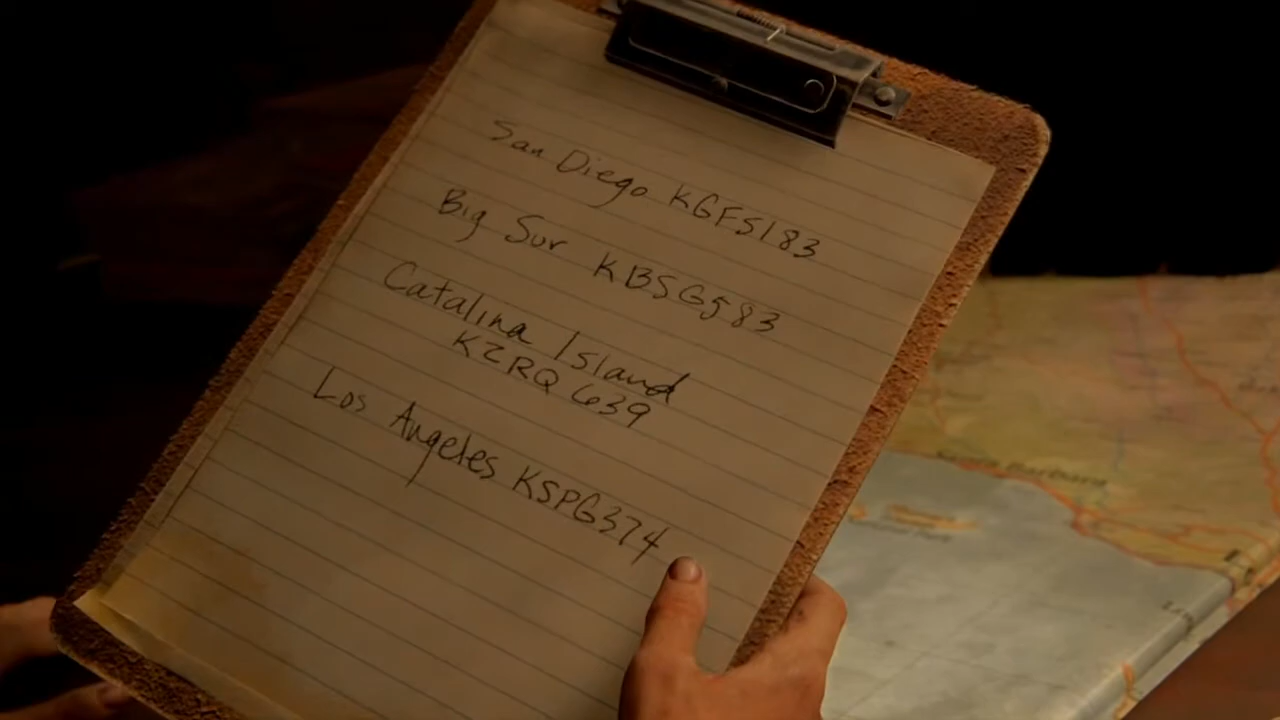 San Diego KGFS183
Big Sur KBSG583
Catalina Island
KZRQ639
Los Angeles KSPG374